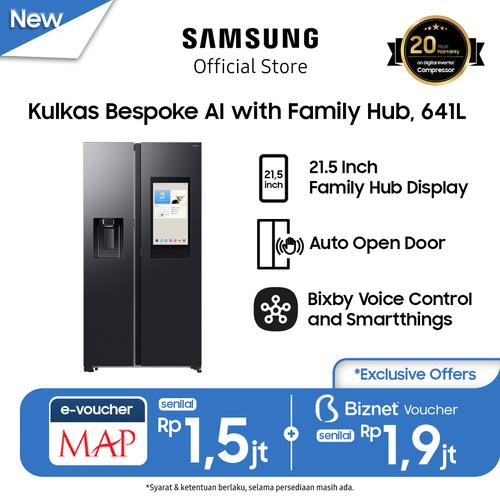 New
SAMSUNG
Official Store
20 Year
Warranty
on Digital Inverter
Compressor
Kulkas Bespoke AI with Family Hub, 641L
21,5
inch
21.5 Inch
Family Hub Display
Auto Open Door
Bixby Voice Control
and Smartthings
*Exclusive Offers
e-voucher
MAP
senilai
Rp 1,5jt
+
Biznet Voucher
senilai
Rp 1,9jt
*Syarat & ketentuan berlaku, selama persediaan masih ada.